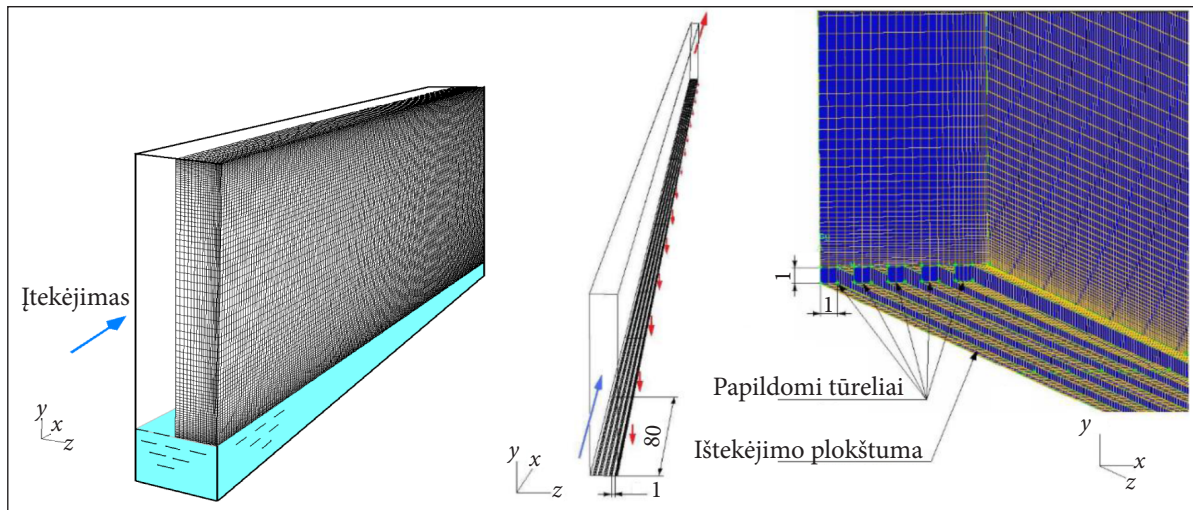 Įtekėjimas
y
x
z
80
1
y
x
z
1
1
Papildomi tūreliai
Ištekėjimo plokštuma
y
x
z